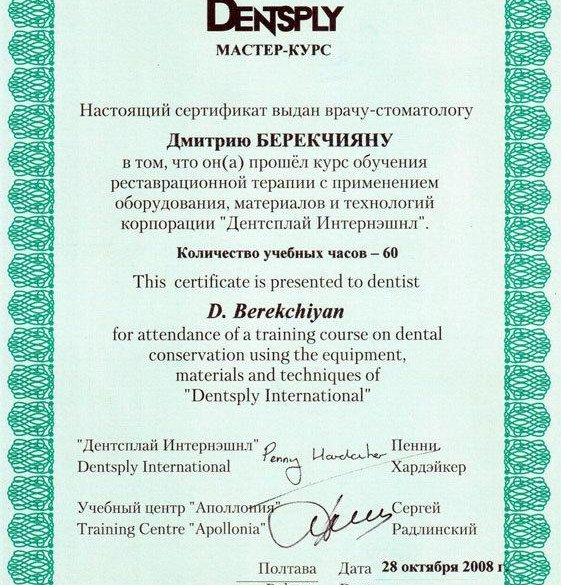 DENTSPLY
МАСТЕР-КУРС
Настоящий сертификат выдан врачу-стоматологу
Дмитрию БЕРЕКЧИЯНУ
в том, что он(а) прошёл курс обучения
реставрационной терапии с применением
оборудования, материалов и технологий
корпорации "Дентсплай Интернэшнл".
Количество учебных часов – 60
This certificate is presented to dentist
D. Berekchiyan
for attendance of a training course on dental
conservation using the equipment,
materials and techniques of
"Dentsply International"
"Дентсплай Интернэшнл" Penny Пенни
Dentsply International Хардэйкер
Учебный центр "Аполлония" Сергей
Training Centre "Apollonia" Радлинский
Полтава Дата 28 октября 2008 г.